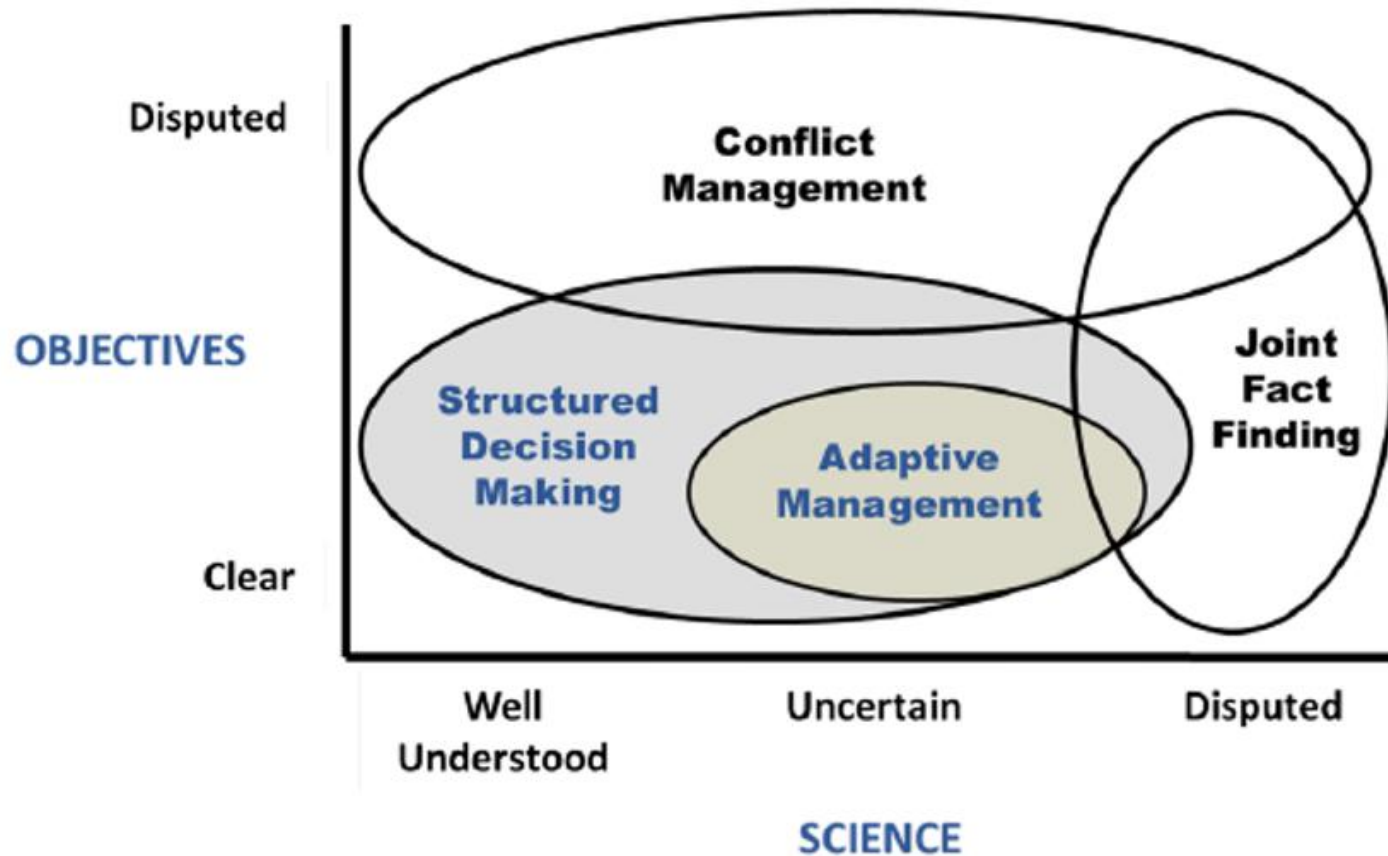 Disputed
Conflict
Management
OBJECTIVES
Joint
Fact
Finding
Structured
Decision
Making
Adaptive
Management
Clear
Well
Understood
Uncertain
Disputed
SCIENCE